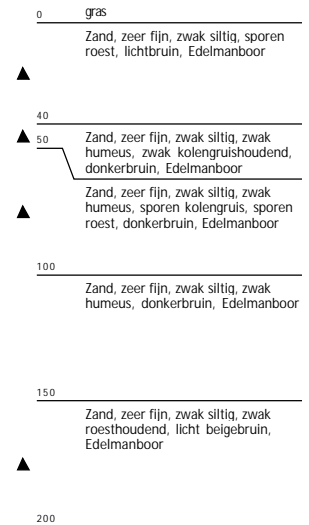 0 gras
Zand, zeer fijn, zwak siltig, sporen
roest, lichtbruin, Edelmanboor
40
50 Zand, zeer fijn, zwak siltig, zwak
humeus, zwak kolengruishoudend,
donkerbruin, Edelmanboor
Zand, zeer fijn, zwak siltig, zwak
humeus, sporen kolengruis, sporen
roest, donkerbruin, Edelmanboor
100
Zand, zeer fijn, zwak siltig, zwak
humeus, donkerbruin, Edelmanboor
150
Zand, zeer fijn, zwak siltig, zwak
roesthoudend, licht beigebruin,
Edelmanboor
200